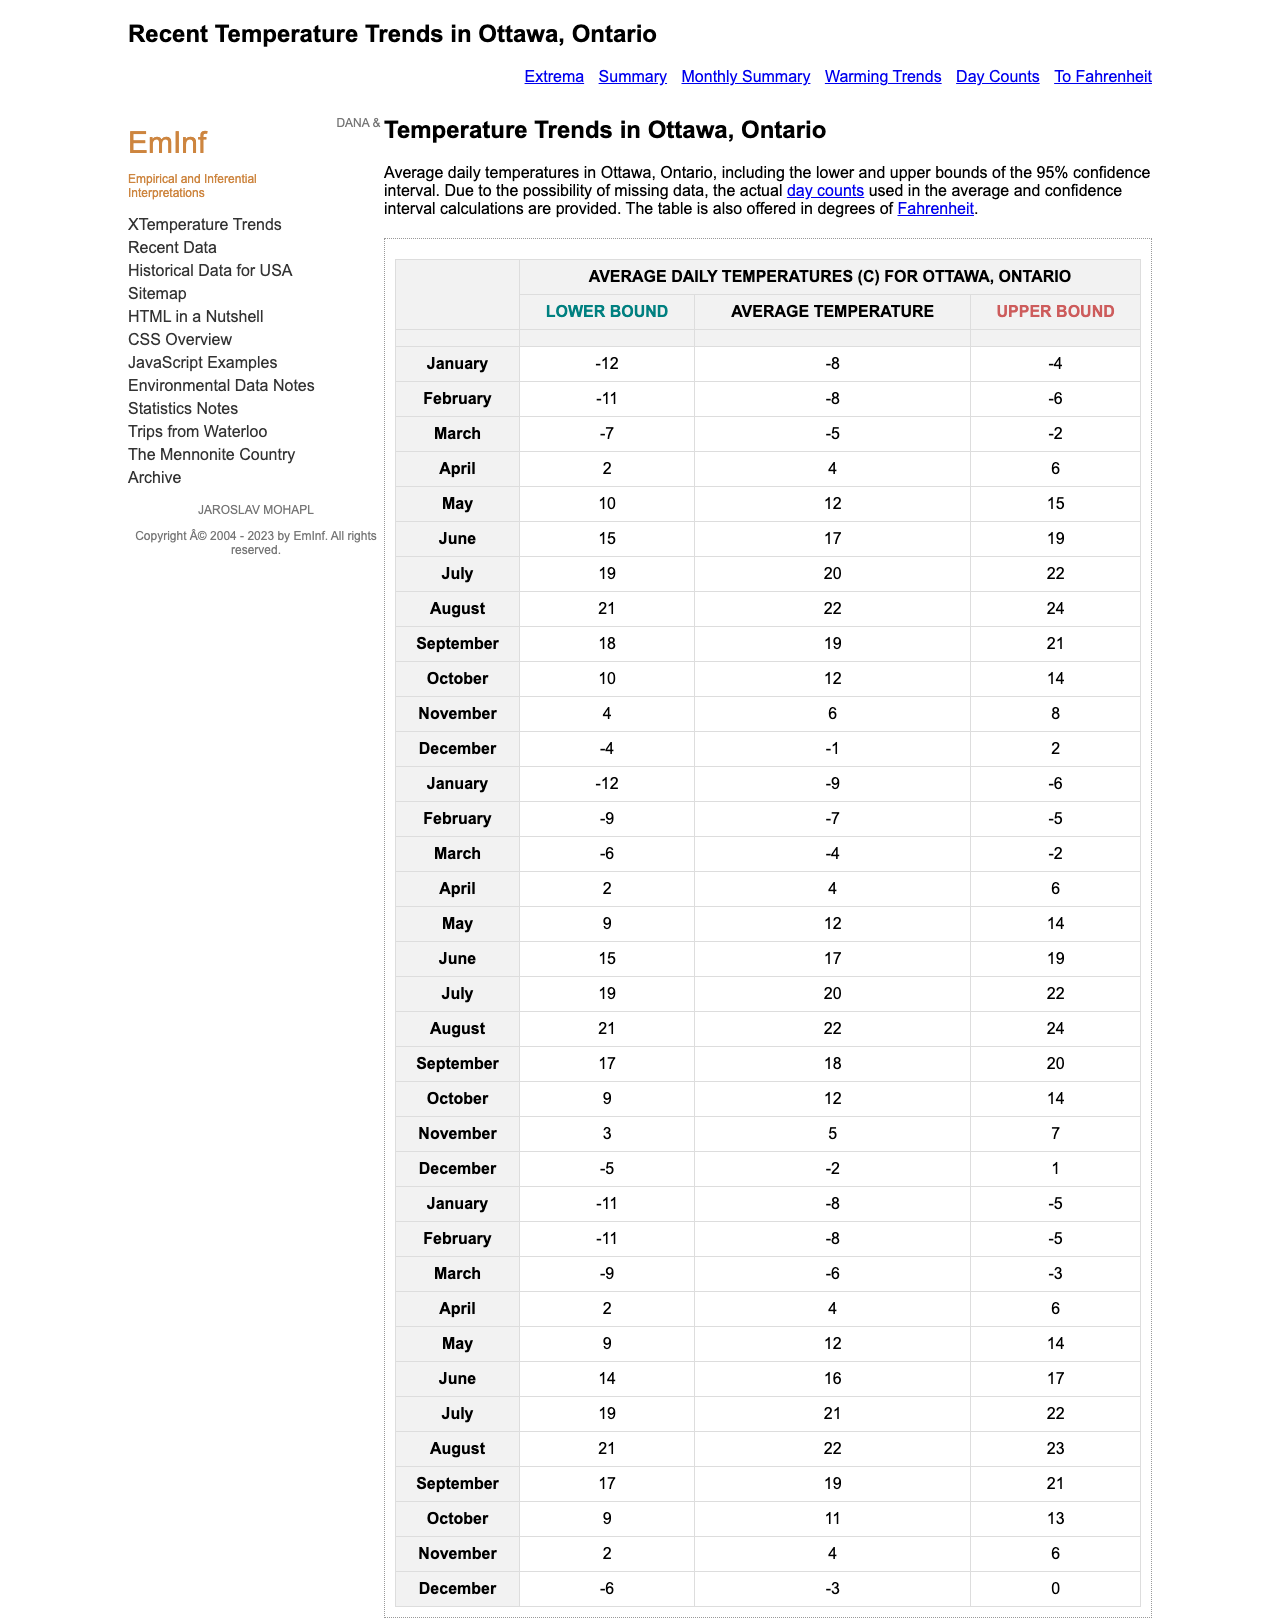 Recent Temperature Trends in Ottawa, Ontario
Extrema Summary Monthly Summary Warming Trends Day Counts To Fahrenheit
DANA &
EmInf
Empirical and Inferential
Interpretations
XTemperature Trends
Recent Data
Historical Data for USA
Sitemap
HTML in a Nutshell
CSS Overview
JavaScript Examples
Environmental Data Notes
Statistics Notes
Trips from Waterloo
The Mennonite Country
Archive
JAROSLAV MOHAPL
Copyright Â© 2004 - 2023 by EmInf. All rights
reserved.
Temperature Trends in Ottawa, Ontario
Average daily temperatures in Ottawa, Ontario, including the lower and upper bounds of the 95% confidence
interval. Due to the possibility of missing data, the actual day counts used in the average and confidence
interval calculations are provided. The table is also offered in degrees of Fahrenheit.
AVERAGE DAILY TEMPERATURES (C) FOR OTTAWA, ONTARIO
LOWER BOUND AVERAGE TEMPERATURE UPPER BOUND
January -12 -8 -4
February -11 -8 -6
March -7 -5 -2
April 2 4 6
May 10 12 15
June 15 17 19
July 19 20 22
August 21 22 24
September 18 19 21
October 10 12 14
November 4 6 8
December -4 -1 2
January -12 -9 -6
February -9 -7 -5
March -6 -4 -2
April 2 4 6
May 9 12 14
June 15 17 19
July 19 20 22
August 21 22 24
September 17 18 20
October 9 12 14
November 3 5 7
December -5 -2 1
January -11 -8 -5
February -11 -8 -5
March -9 -6 -3
April 2 4 6
May 9 12 14
June 14 16 17
July 19 21 22
August 21 22 23
September 17 19 21
October 9 11 13
November 2 4 6
December -6 -3 0